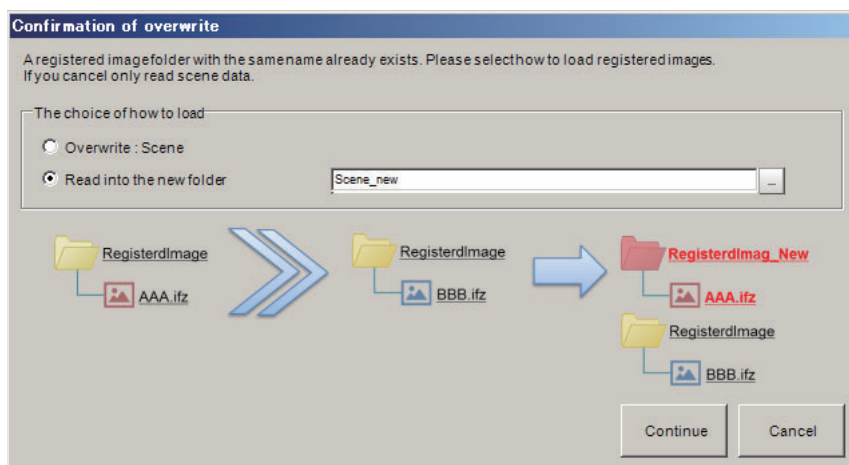 Confirmation of overwrite
A registered imagefolder with the samename already exists. Please selecthow to load registered images.
If you cancel only read scene data.
The choice of how to load
Overwrite : Scene
Read into the new folder
Scene_new
...
RegisterdImage
AAA.ifz
RegisterdImage
BBB.ifz
RegisterdImag_New
AAA.ifz
RegisterdImage
BBB.ifz
Continue
Cancel